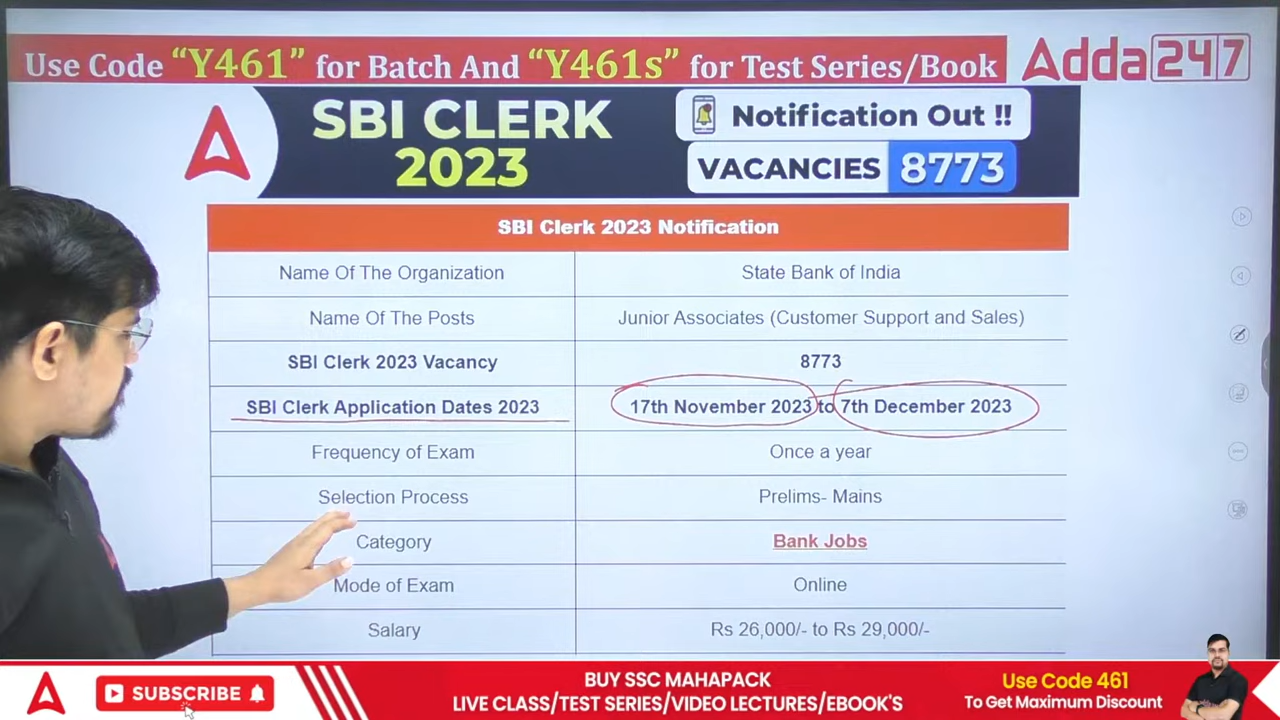 Use Code “Y461” for Batch And “Y461s” for Test Series/Book
Adda247
SBI CLERK
2023
Notification Out !!
VACANCIES 8773
SBI Clerk 2023 Notification
Name Of The Organization State Bank of India
Name Of The Posts Junior Associates (Customer Support and Sales)
SBI Clerk 2023 Vacancy 8773
SBI Clerk Application Dates 2023 17th November 2023 to 7th December 2023
Frequency of Exam Once a year
Selection Process Prelims- Mains
Category Bank Jobs
Mode of Exam Online
Salary Rs 26,000/- to Rs 29,000/-
SUBSCRIBE
BUY SSC MAHAPACK
LIVE CLASS/TEST SERIES/VIDEO LECTURES/EBOOK'S
Use Code 461
To Get Maximum Discount